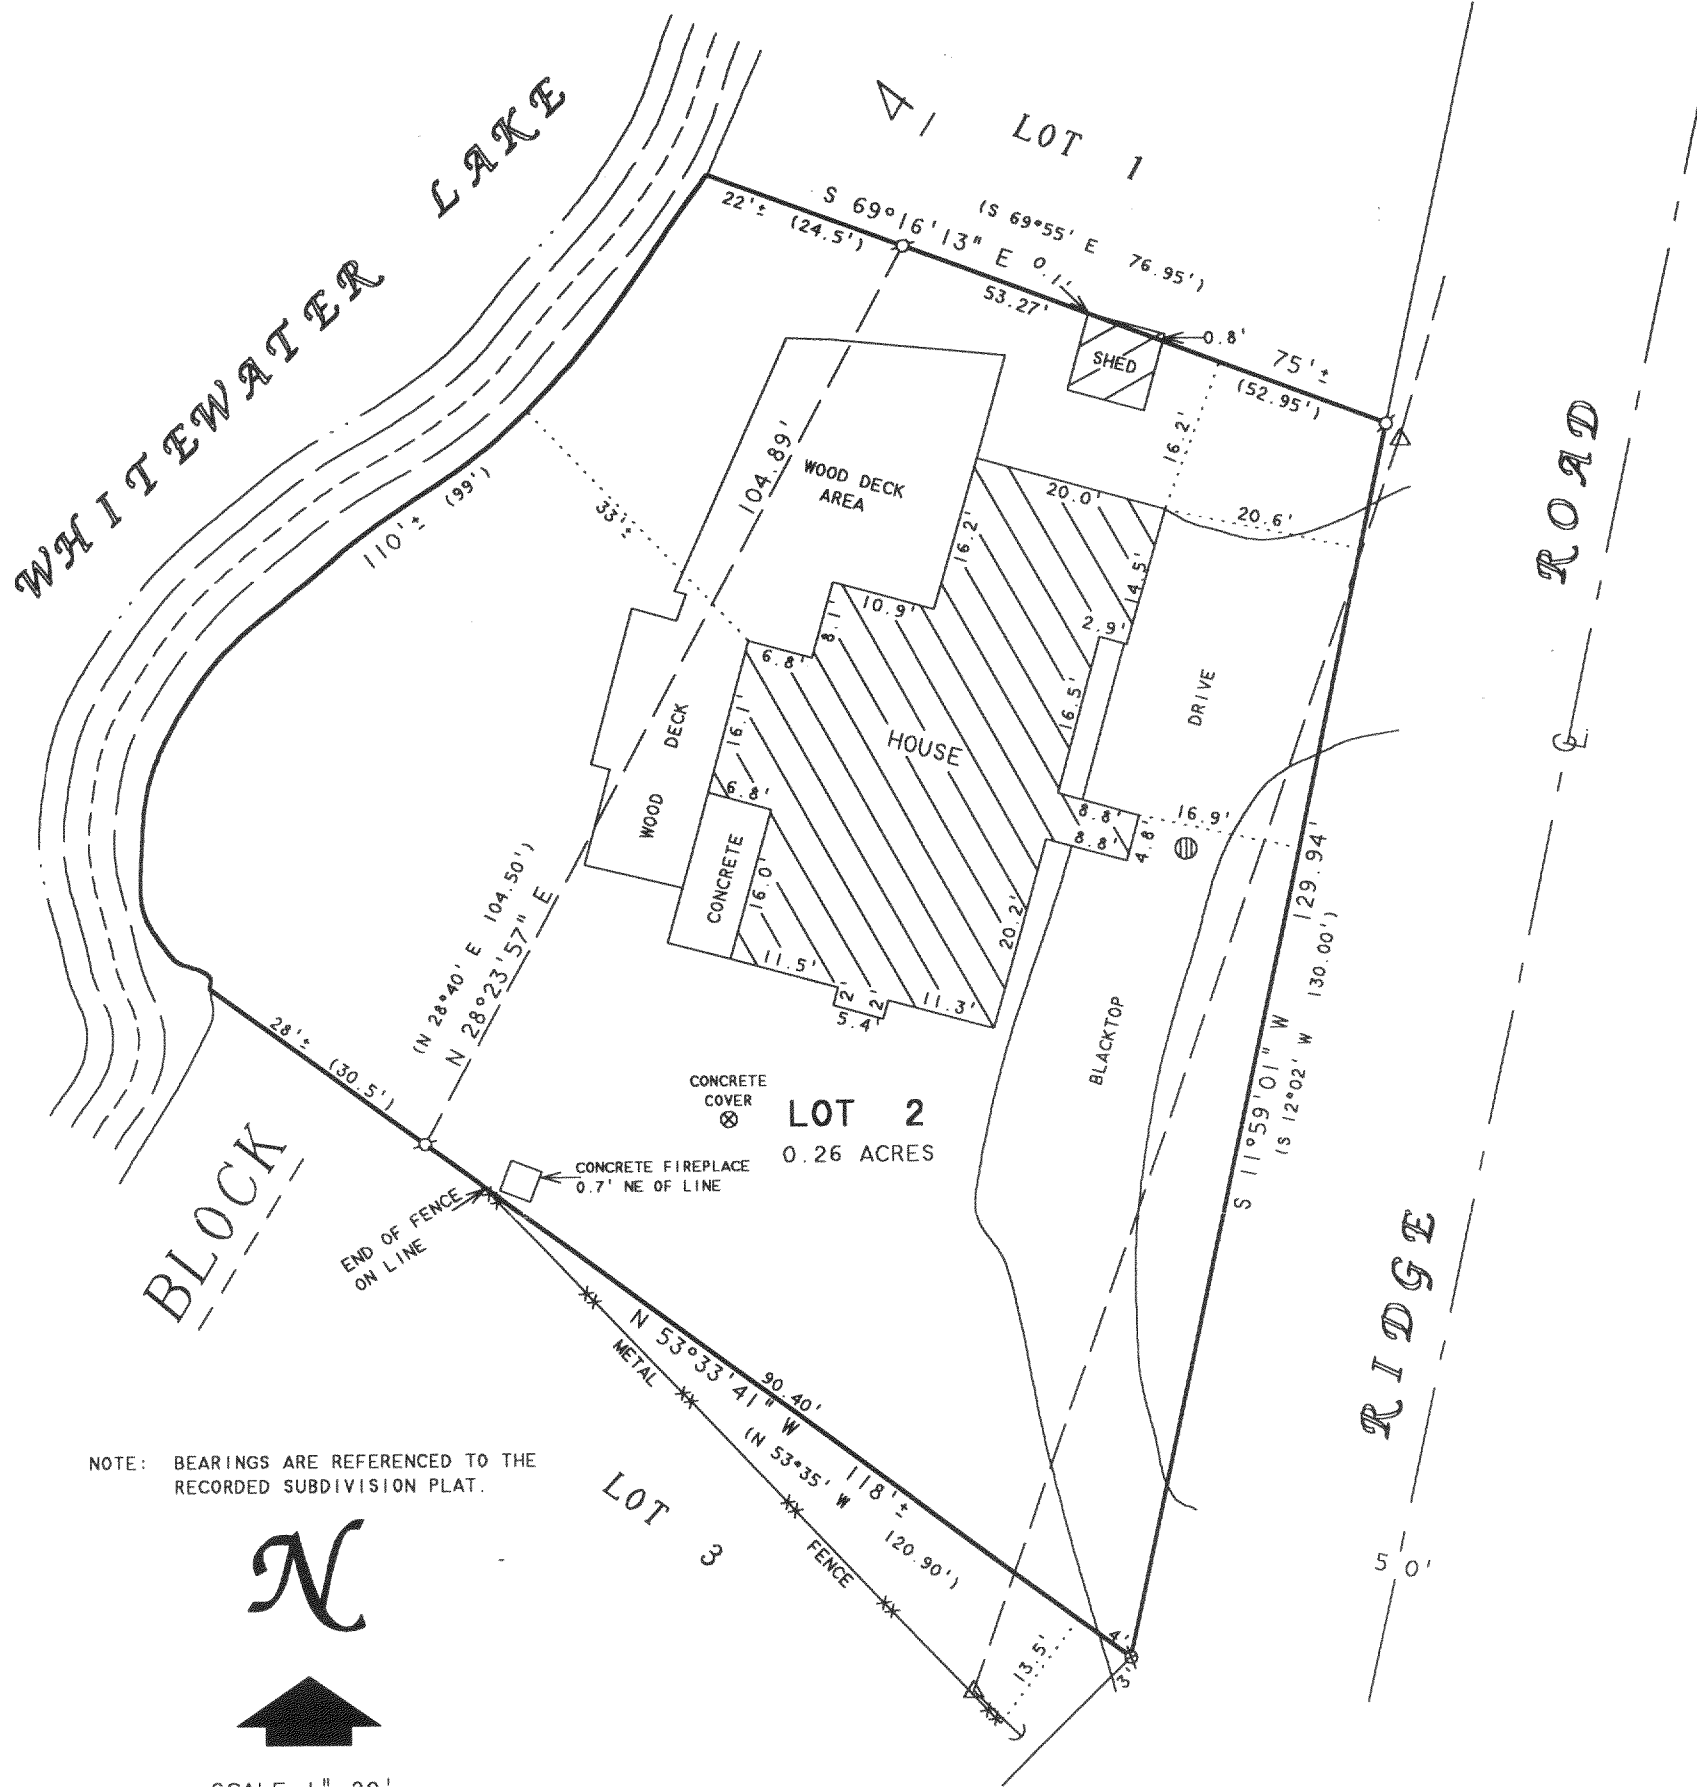 WHITEWATER LAKE
LOT 1
22'± (24.5')
S 69°16'13" E
(S 69°55' E 76.95')
53.27'
0.1'
0.8'
SHED
75'±
(52.95')
110'± (99')
33'±
104.89'
WOOD DECK
AREA
16.2'
20.0'
20.6'
16.2'
14.5'
10.9'
8.1'
2.9'
6.8'
16.5'
16.1'
HOUSE
DRIVE
WOOD DECK
6.8'
8.8'
8.8'
4.8'
16.9'
CONCRETE
16.0'
20.2'
11.5'
2'
2'
5.4'
11.3'
BLACKTOP
129.94'
S 11°59'01" W
(S 12°02' W 130.00')
RIDGE ROAD
50'
(N 28°40' E 104.50')
N 28°23'57" E
28'±
(30.5')
CONCRETE
COVER
LOT 2
0.26 ACRES
CONCRETE FIREPLACE
0.7' NE OF LINE
END OF FENCE
ON LINE
BLOCK
N 53°33'41" W
90.40'
(N 53°35' W 120.90')
118'±
METAL FENCE
LOT 3
13.5'
4'
3'
NOTE: BEARINGS ARE REFERENCED TO THE
RECORDED SUBDIVISION PLAT.
N